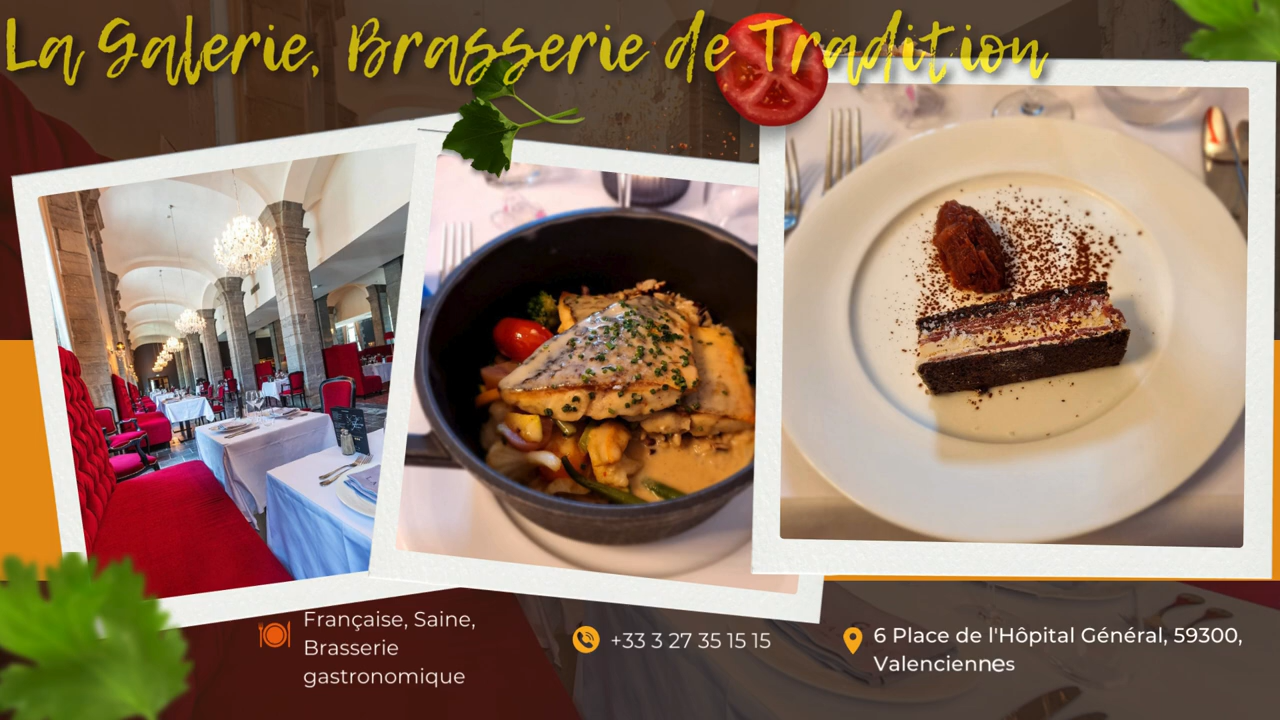 La Galerie, Brasserie de Tradition
Française, Saine,
Brasserie
gastronomique
+33 3 27 35 15 15
6 Place de l'Hôpital Général, 59300,
Valenciennes